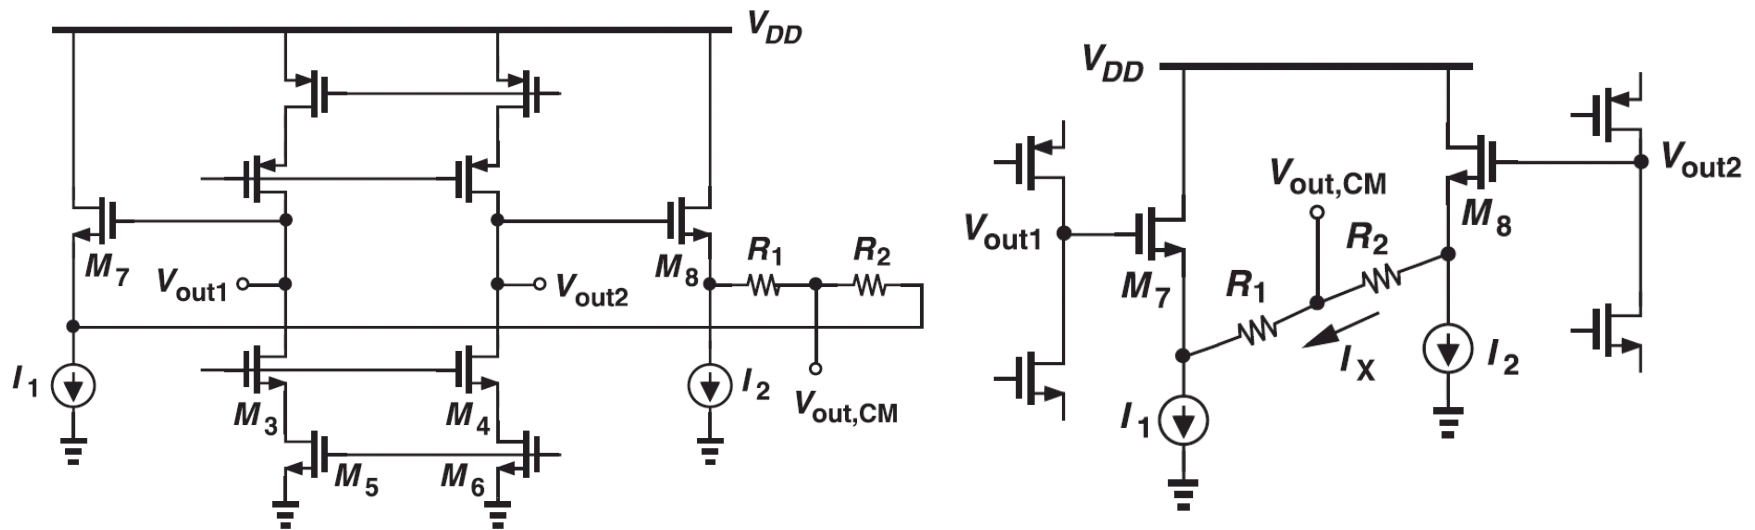 VDD
M7
Vout1
Vout2
M8
R1
R2
I1
M3
M4
I2
Vout,CM
M5
M6
VDD
Vout1
M7
Vout,CM
R1
R2
IX
M8
Vout2
I1
I2